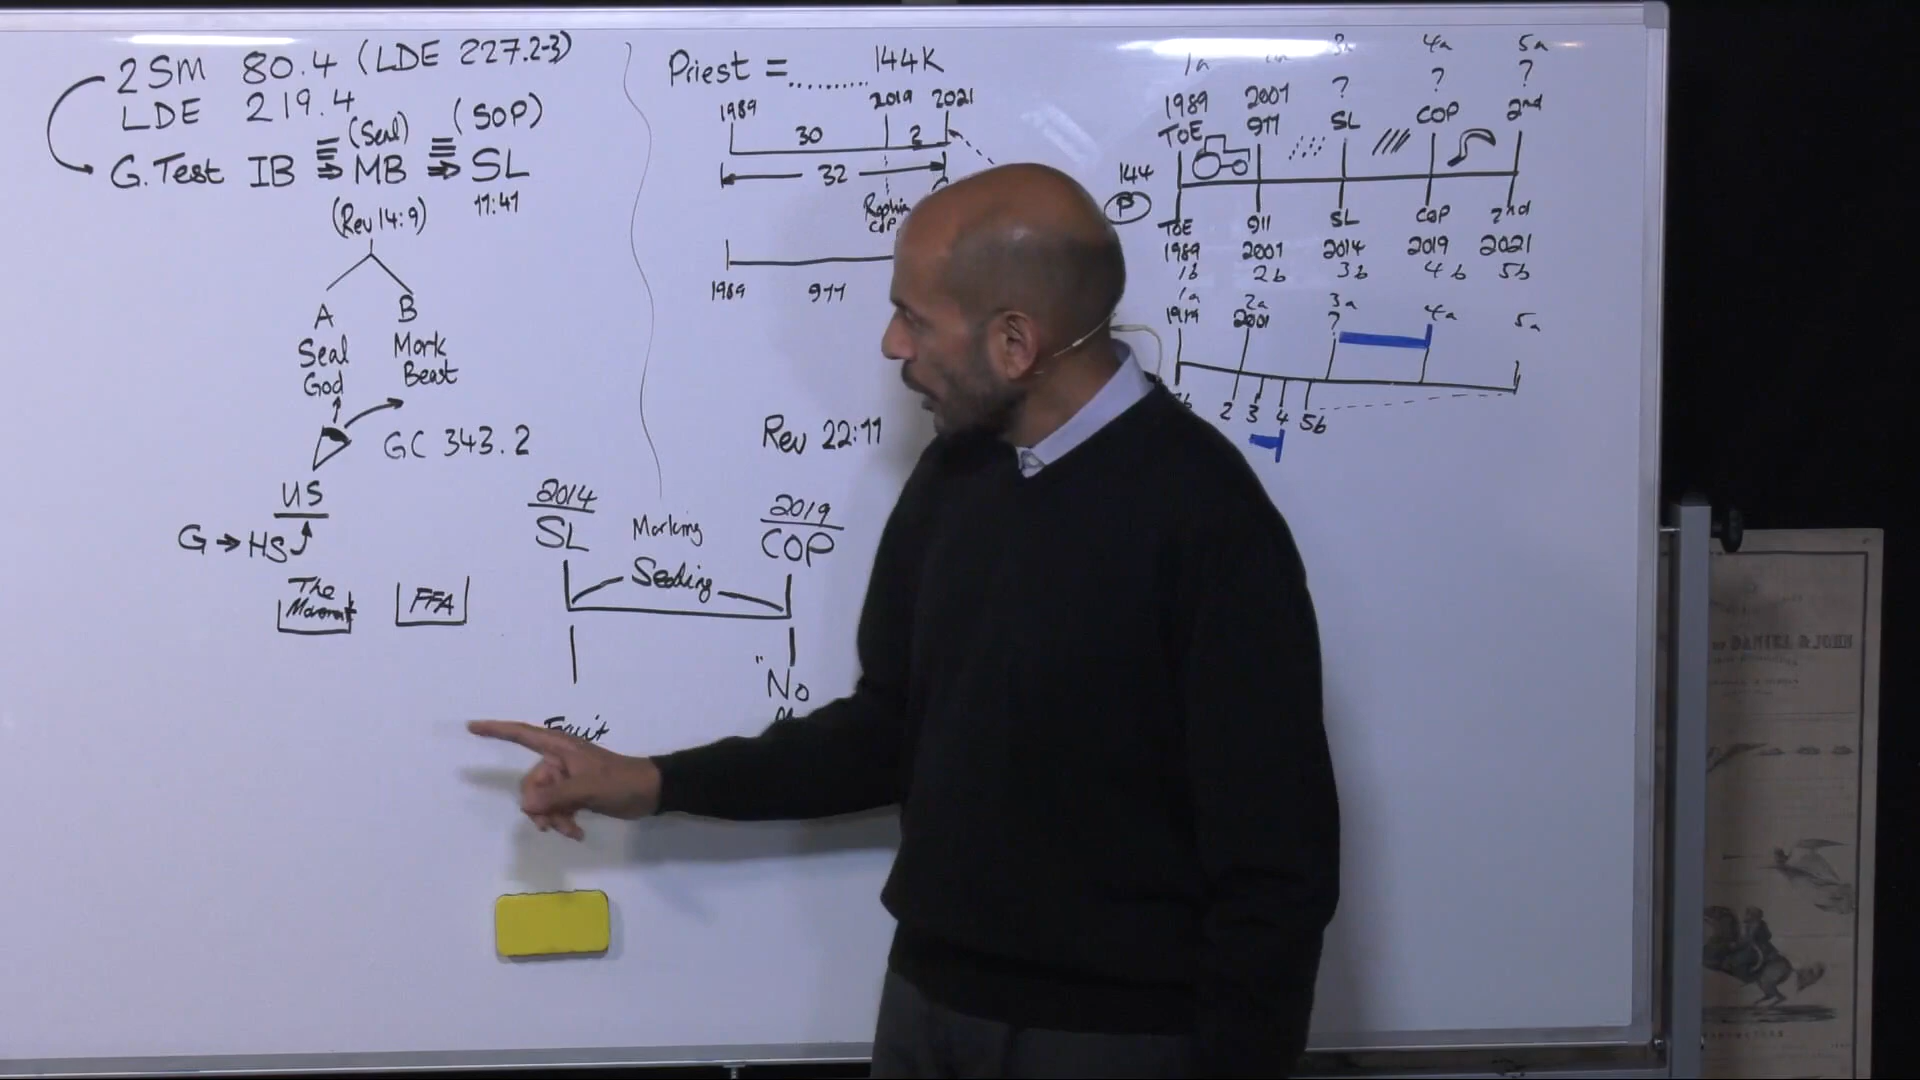 2SM 80.4 (LDE 227.2-3)
LDE 219.4
(Seal) (SOP)
G.Test IB MB SL
(Rev 14:9) 11:41
A B
Seal Mark
God Beast
GC 343.2
US
G → HS
The
FFA
2014
SL
Marking
Sealing
2019
COP
"No
Fruit
Rev 22:11
Priest = ......... 144K
1989 2019 2021
30 2
32
Raphia
1989 911
1a 3a 4a 5a
? ? ?
1989 2001 SL COP 2nd
TOE 911
144
P
TOE 911 SL COP 2nd
1989 2001 2014 2019 2021
1b 2b 3b 4b 5b
1a 2a 3a 4a 5a
1989 2001 ?
2 3 4 5b